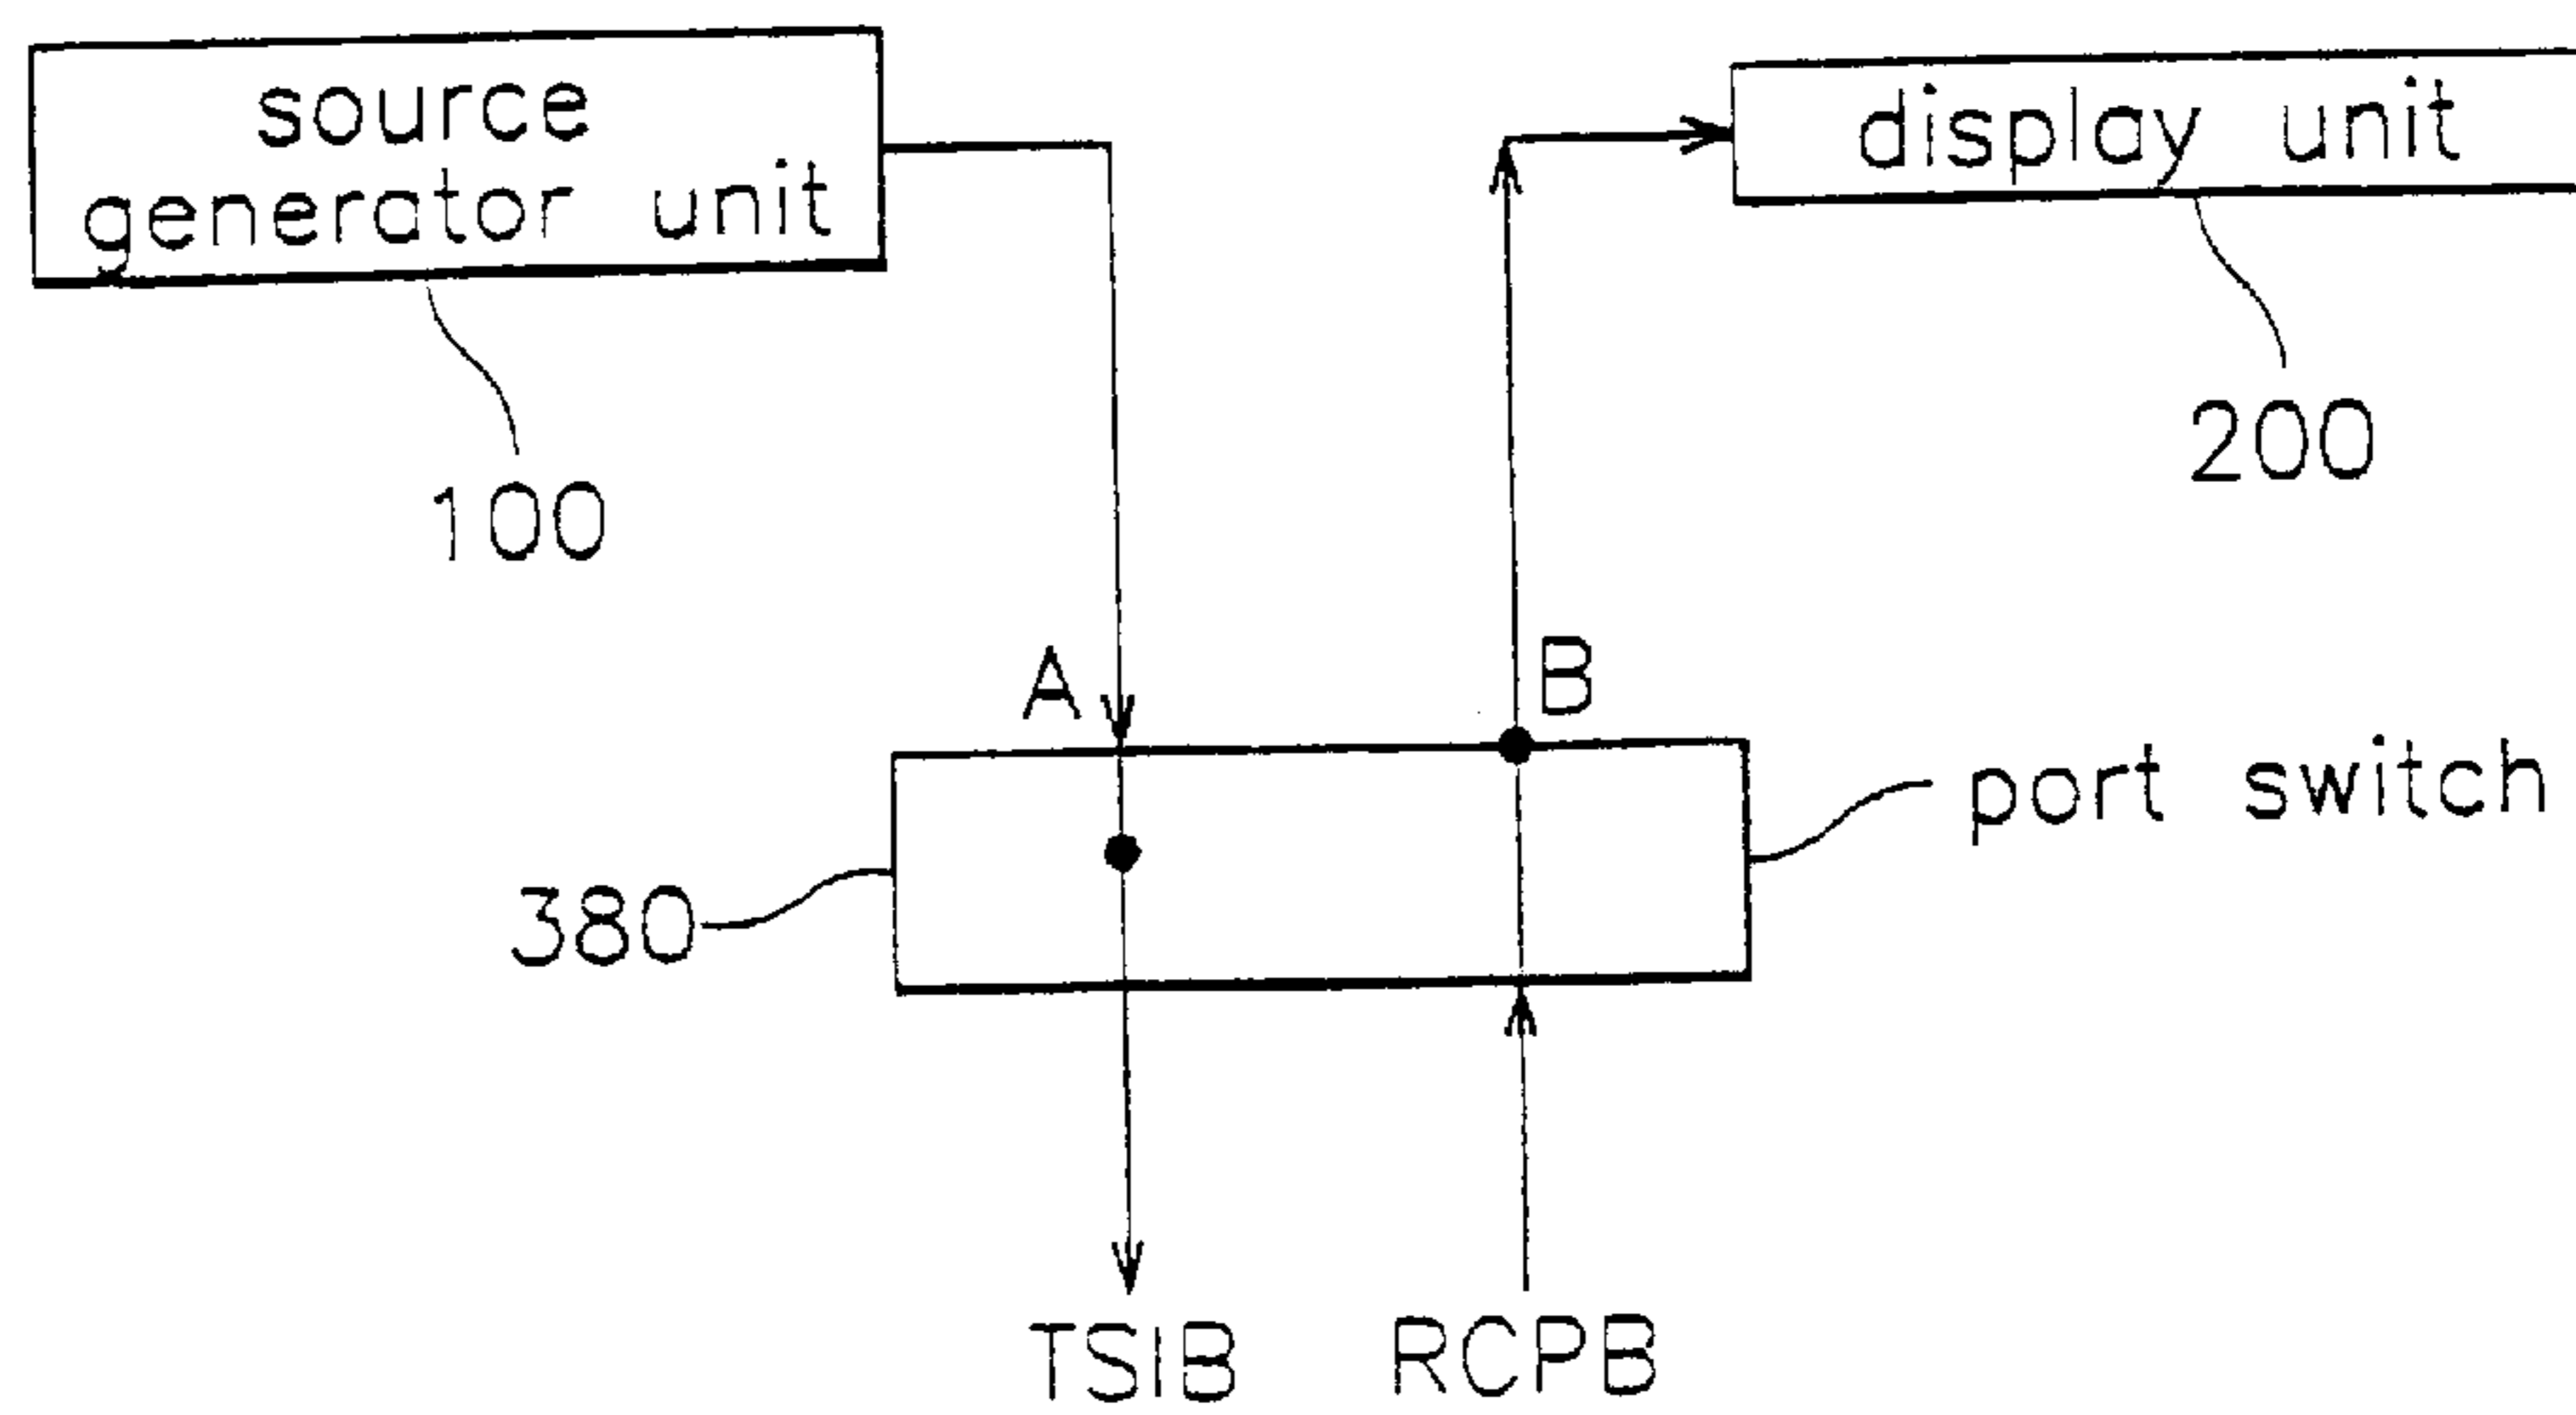 source
generator unit
display unit
100
200
A
B
port switch
380
TSIB
RCPB